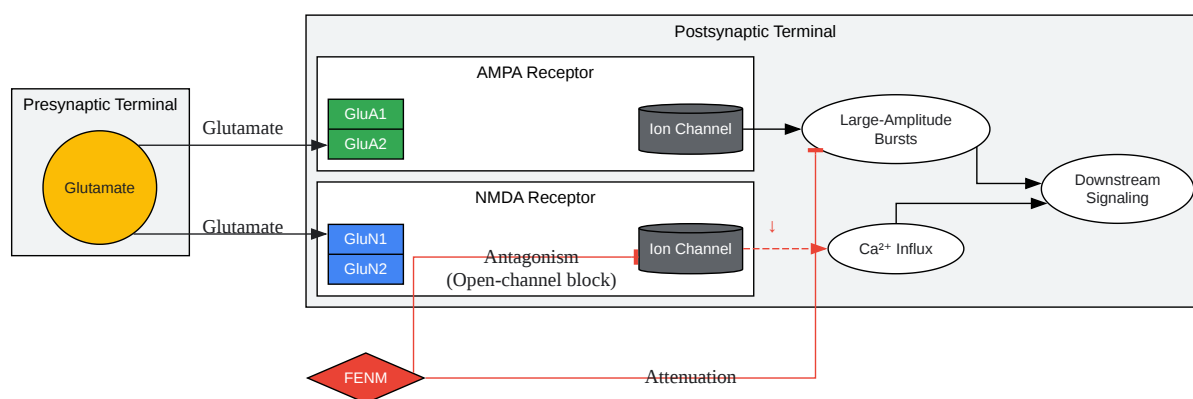 Postsynaptic Terminal
AMPA Receptor
Presynaptic Terminal
GluA1
GluA2
Glutamate
Ion Channel
Large-Amplitude
Bursts
Glutamate
Downstream
Signaling
NMDA Receptor
Glutamate
GluN1
GluN2
Ion Channel
↓
Ca²⁺ Influx
Antagonism
(Open-channel block)
FENM
Attenuation